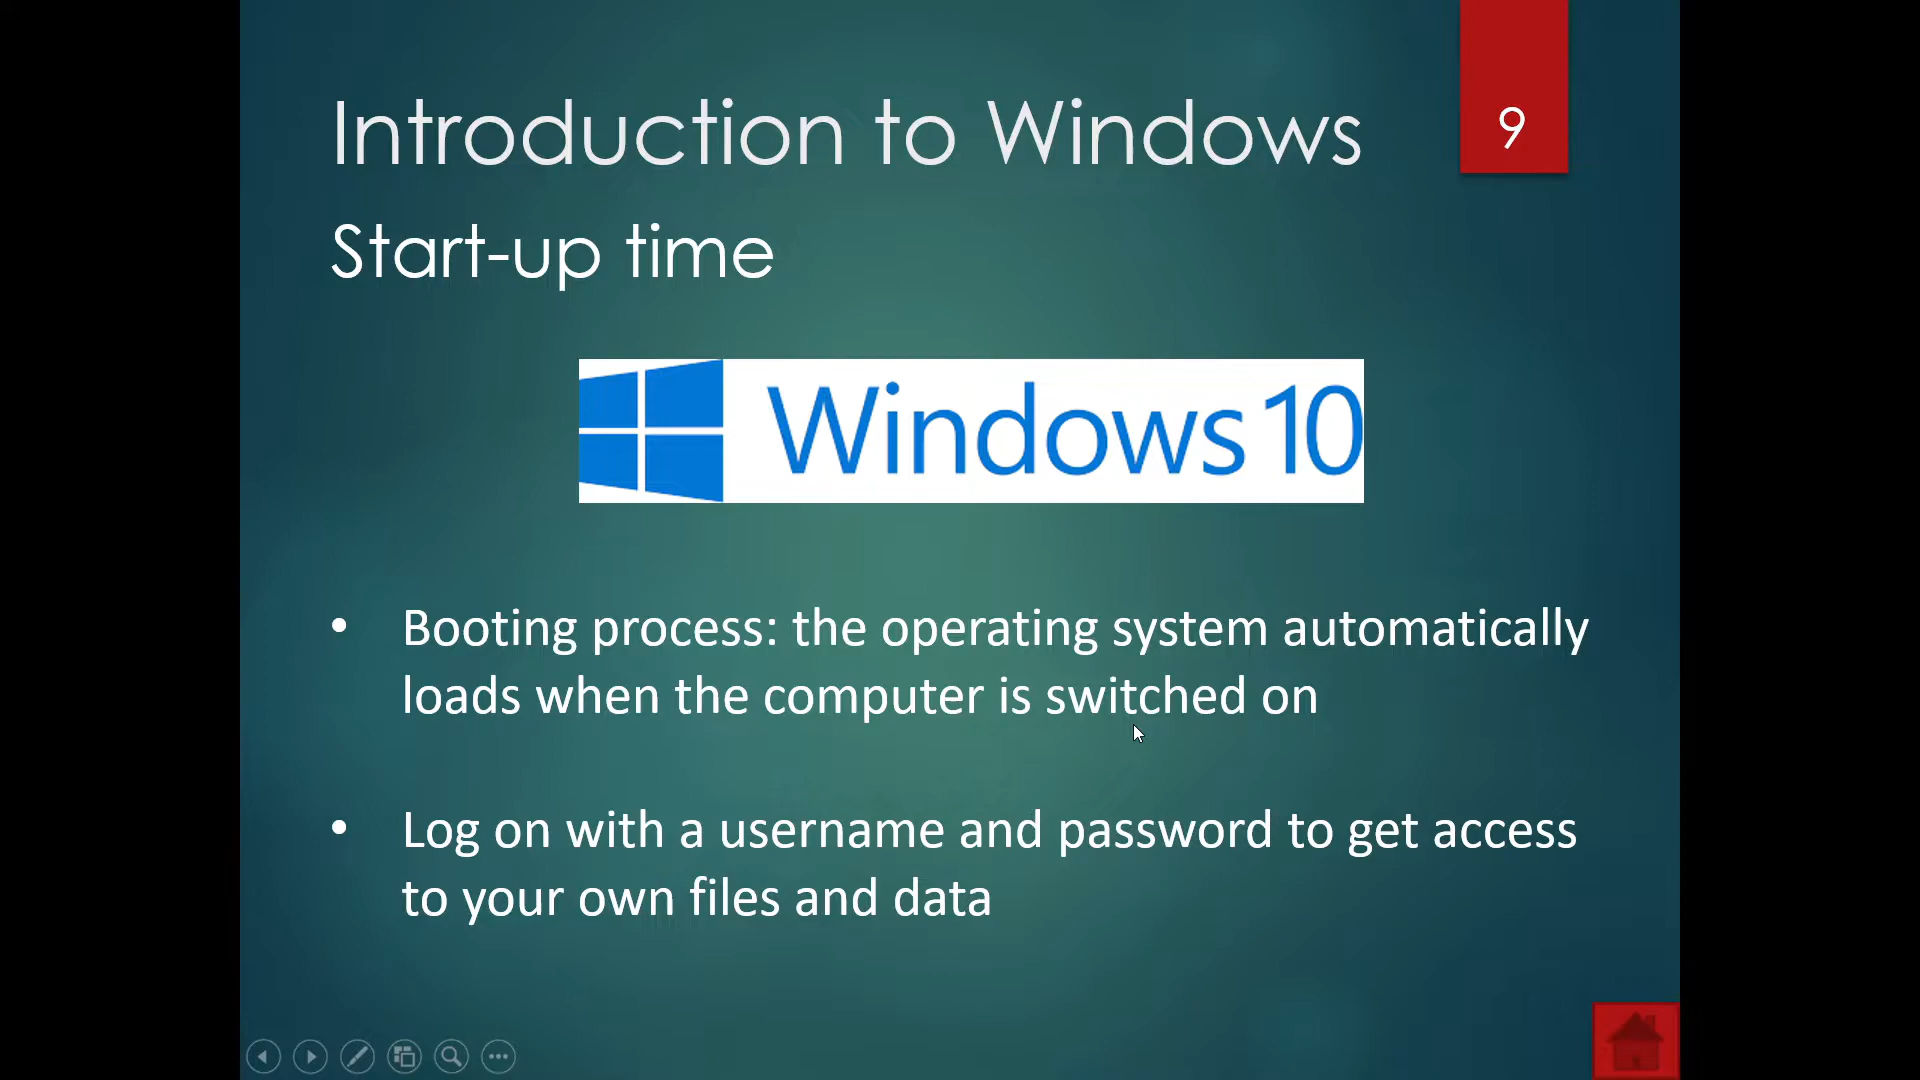 Introduction to Windows
9
Start-up time
Windows 10
• Booting process: the operating system automatically
loads when the computer is switched on
• Log on with a username and password to get access
to your own files and data